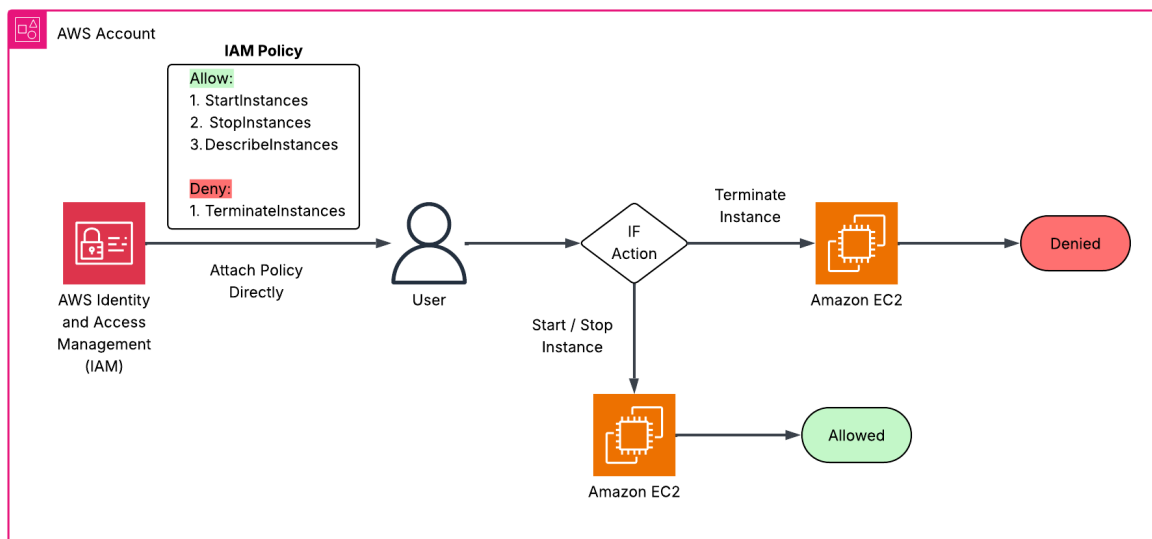 AWS Account
IAM Policy
Allow:
1. StartInstances
2. StopInstances
3. DescribeInstances
Deny:
1. TerminateInstances
Attach Policy
Directly
AWS Identity
and Access
Management
(IAM)
User
IF
Action
Terminate
Instance
Amazon EC2
Denied
Start / Stop
Instance
Amazon EC2
Allowed